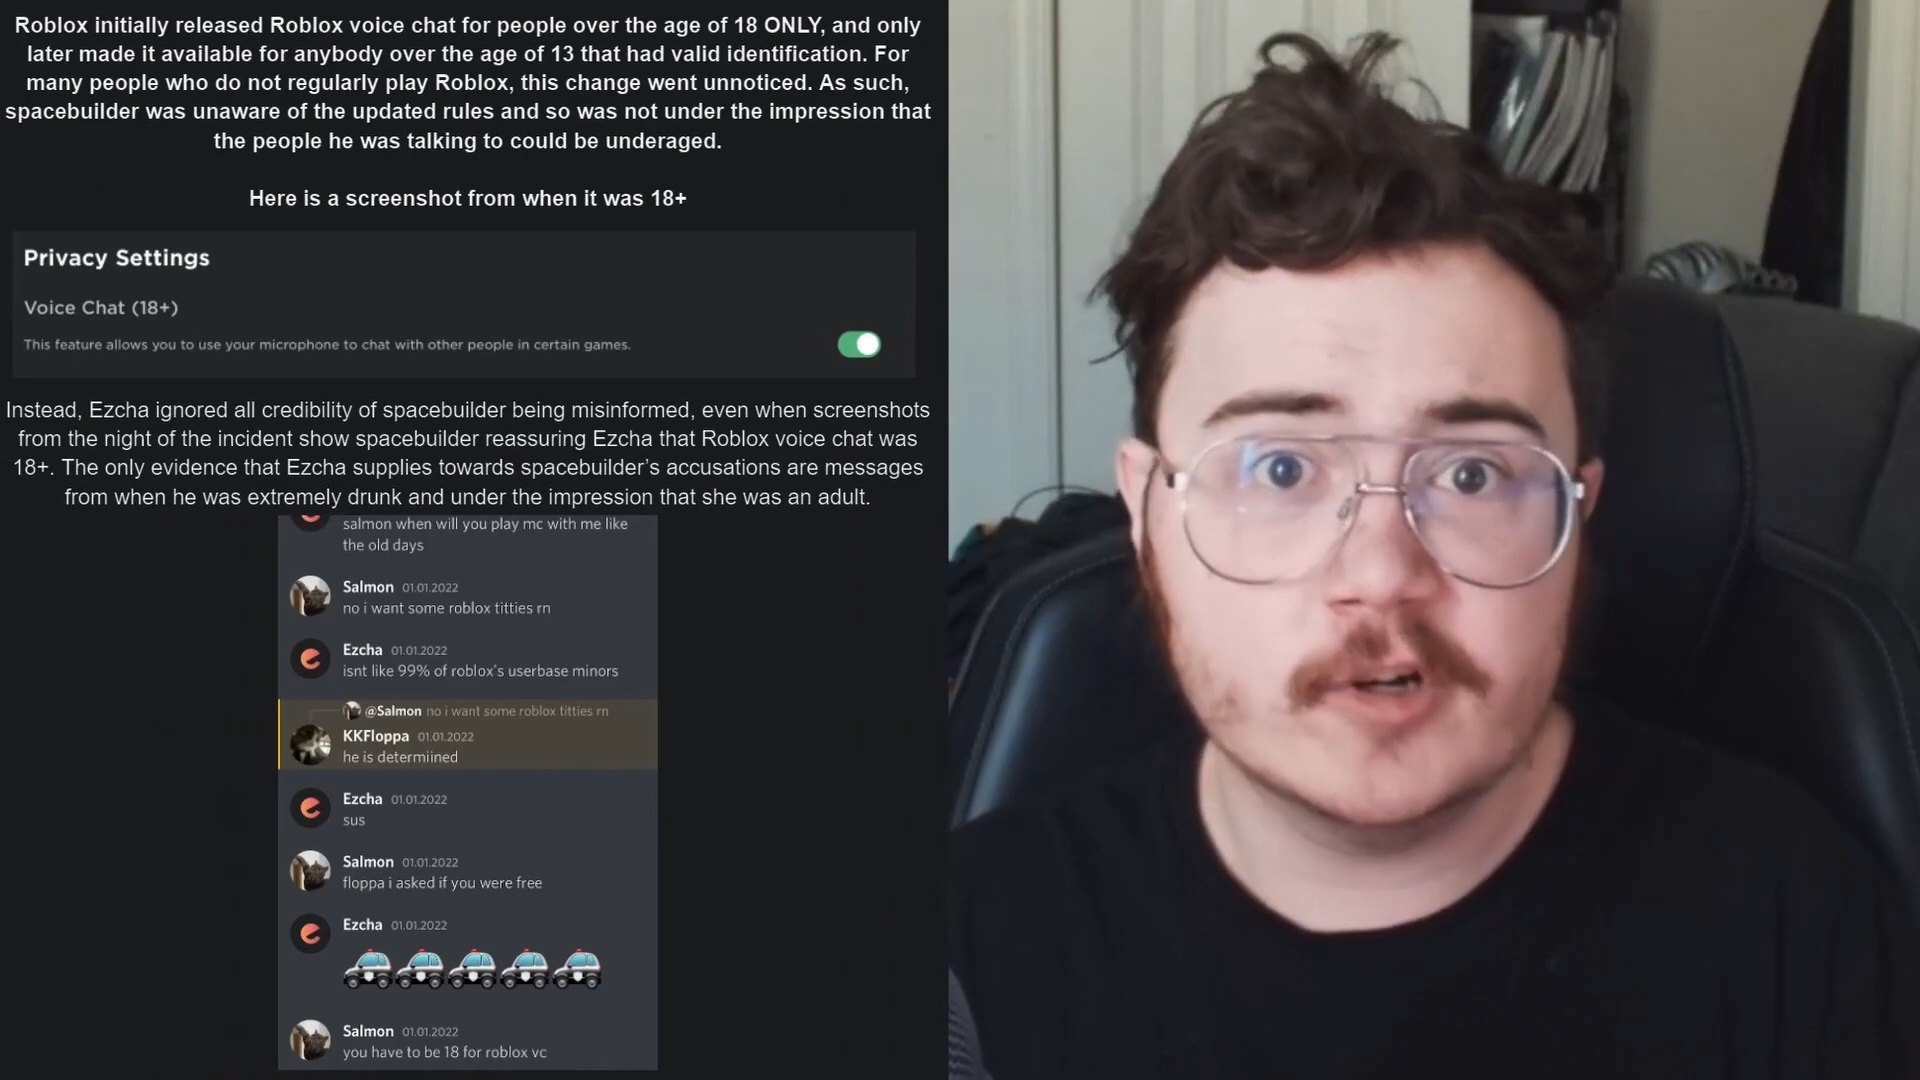 Roblox initially released Roblox voice chat for people over the age of 18 ONLY, and only
later made it available for anybody over the age of 13 that had valid identification. For
many people who do not regularly play Roblox, this change went unnoticed. As such,
spacebuilder was unaware of the updated rules and so was not under the impression that
the people he was talking to could be underaged.
Here is a screenshot from when it was 18+
Privacy Settings
Voice Chat (18+)
This feature allows you to use your microphone to chat with other people in certain games.
Instead, Ezcha ignored all credibility of spacebuilder being misinformed, even when screenshots
from the night of the incident show spacebuilder reassuring Ezcha that Roblox voice chat was
18+. The only evidence that Ezcha supplies towards spacebuilder’s accusations are messages
from when he was extremely drunk and under the impression that she was an adult.
salmon when will you play mc with me like
the old days
Salmon 01.01.2022
no i want some roblox titties rn
Ezcha 01.01.2022
isnt like 99% of roblox's userbase minors
@Salmon no i want some roblox titties rn
KKFloppa 01.01.2022
he is determiined
Ezcha 01.01.2022
sus
Salmon 01.01.2022
floppa i asked if you were free
Ezcha 01.01.2022
Salmon 01.01.2022
you have to be 18 for roblox vc